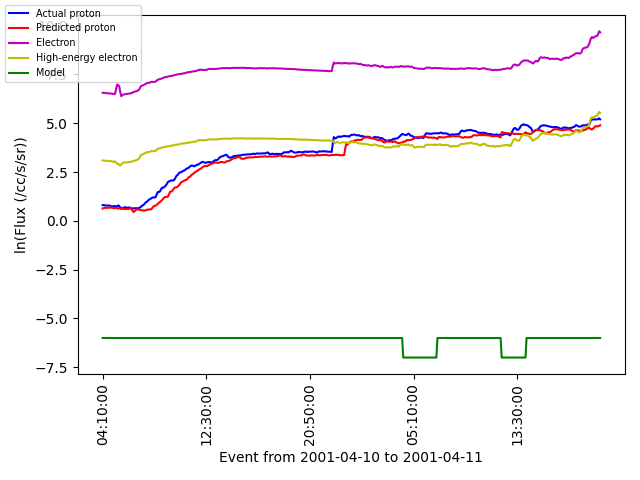 Actual proton
Predicted proton
Electron
High-energy electron
Model
5.0
2.5
0.0
−2.5
−5.0
−7.5
ln(Flux (/cc/s/sr))
04:10:00
12:30:00
20:50:00
05:10:00
13:30:00
Event from 2001-04-10 to 2001-04-11